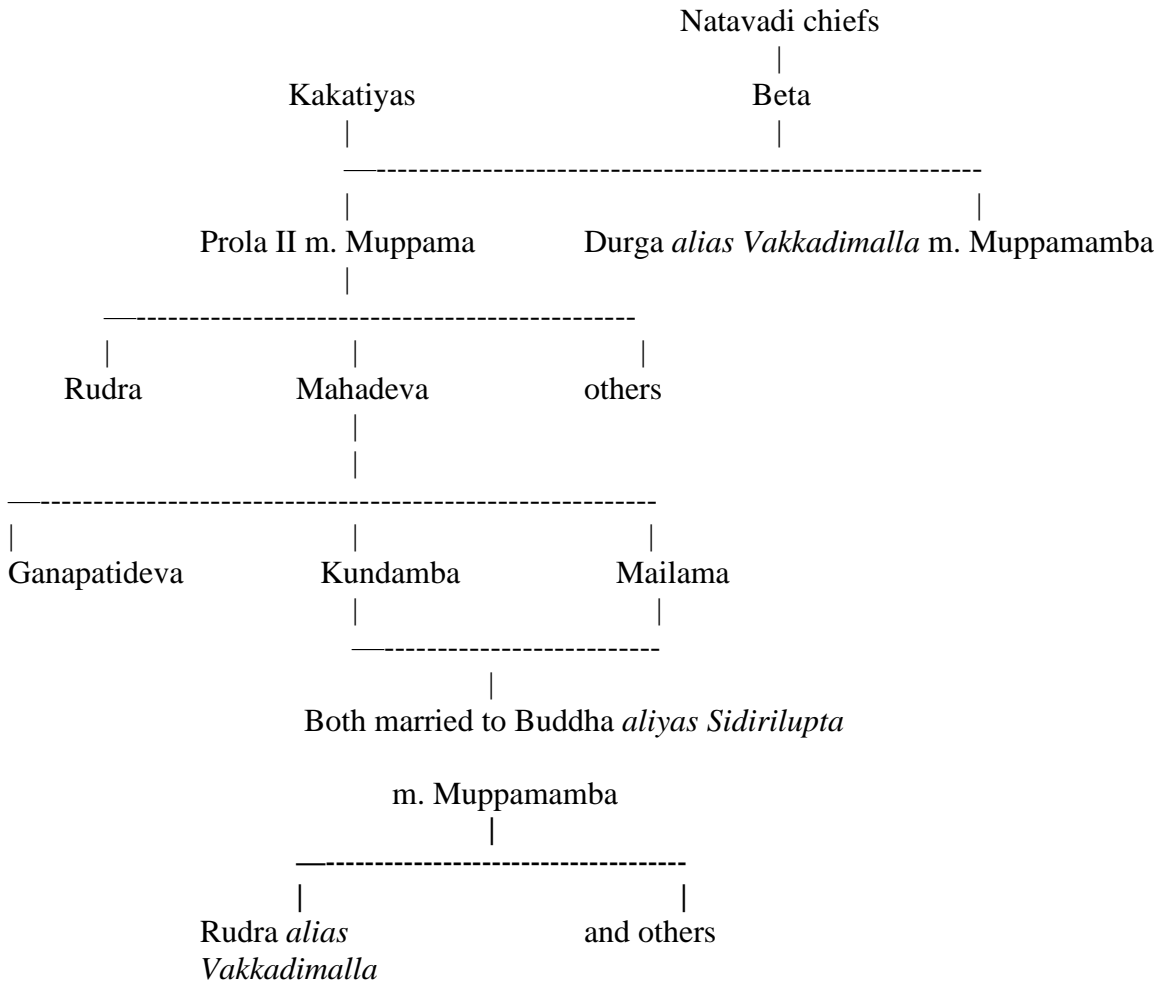 Natavadi chiefs
Kakatiyas Beta
Prola II m. Muppama Durga alias Vakkadimalla m. Muppamamba
Rudra Mahadeva others
Ganapatideva Kundamba Mailama
Both married to Buddha aliyas Sidirilupta
m. Muppamamba
Rudra alias and others
Vakkadimalla